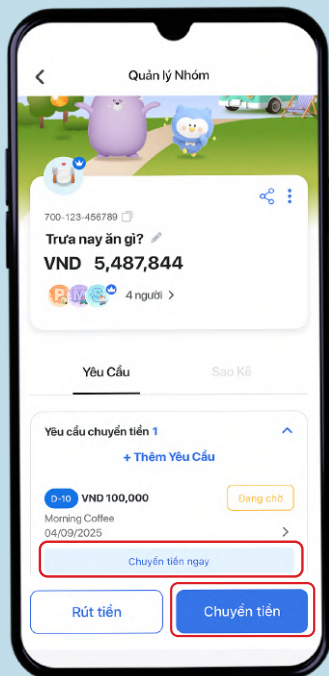 Quản lý Nhóm
700-123-456789
Trưa nay ăn gì?
VND 5,487,844
P M S 4 người
Yêu Cầu Sao Kê
Yêu cầu chuyển tiền 1
+ Thêm Yêu Cầu
D-10 VND 100,000 Đang chờ
Morning Coffee
04/09/2025
Chuyển tiền ngay
Rút tiền Chuyển tiền